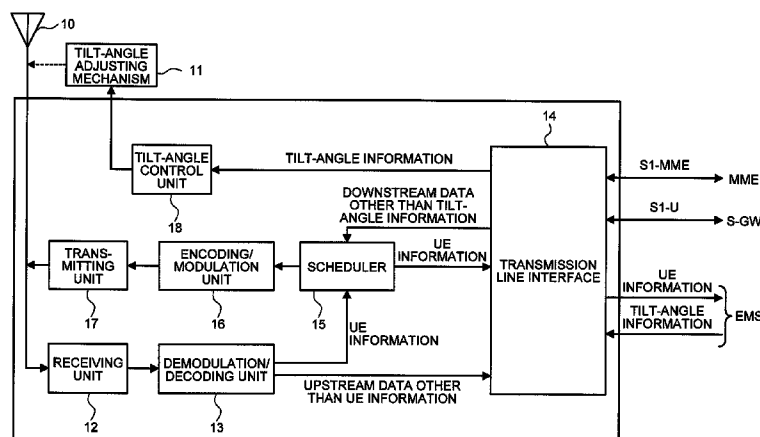 10
TILT-ANGLE
ADJUSTING
MECHANISM
11
14
TILT-ANGLE
CONTROL
UNIT
18
TILT-ANGLE INFORMATION
S1-MME
MME
DOWNSTREAM DATA
OTHER THAN TILT-
ANGLE INFORMATION
S1-U
S-GW
TRANS-
MITTING
UNIT
17
ENCODING/
MODULATION
UNIT
16
SCHEDULER
15
UE
INFORMATION
TRANSMISSION
LINE INTERFACE
UE
INFORMATION
TILT-ANGLE
INFORMATION
EMS
UE
INFORMATION
RECEIVING
UNIT
12
DEMODULATION/
DECODING UNIT
13
UPSTREAM DATA OTHER
THAN UE INFORMATION